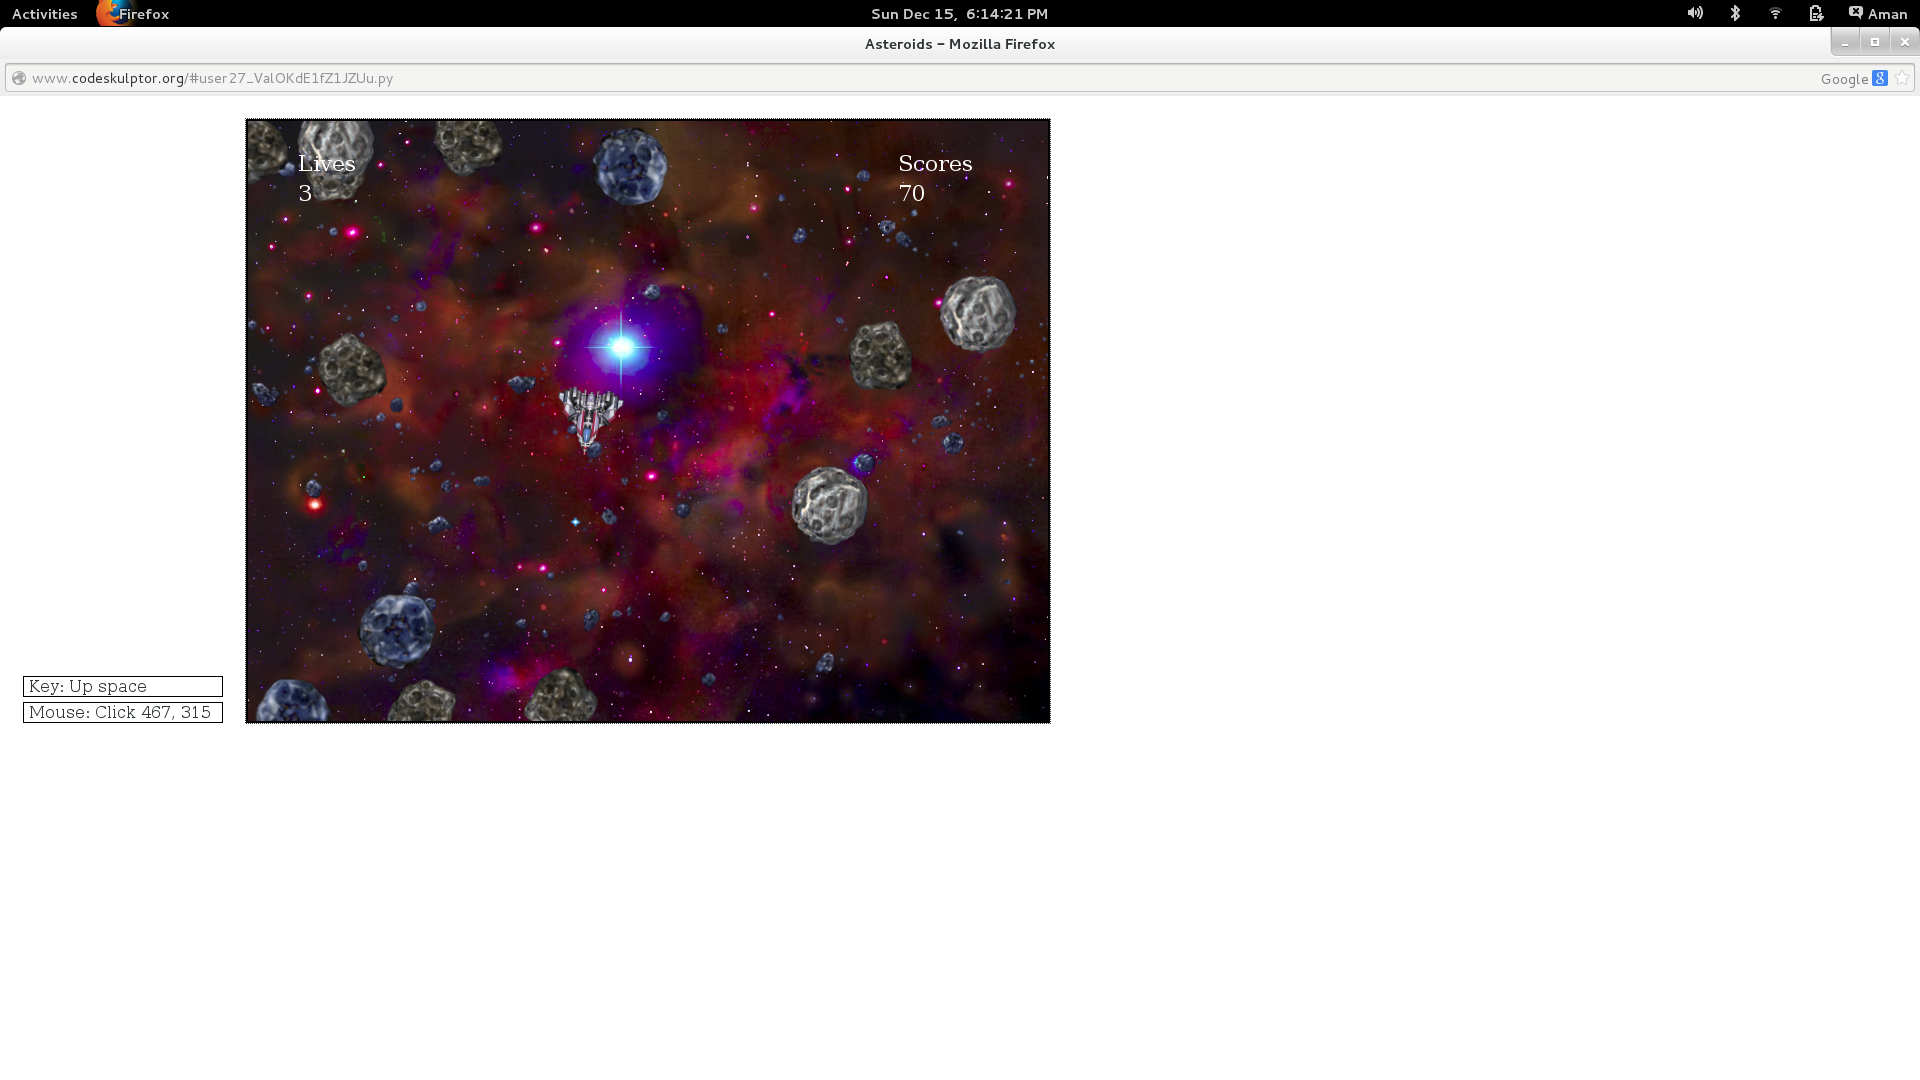 Activities Firefox Sun Dec 15, 6:14:21 PM Aman
Asteroids - Mozilla Firefox
www.codeskulptor.org/#user27_ValOKdE1fZ1JZUu.py Google g
Lives Scores
3 70
Key: Up space
Mouse: Click 467, 315